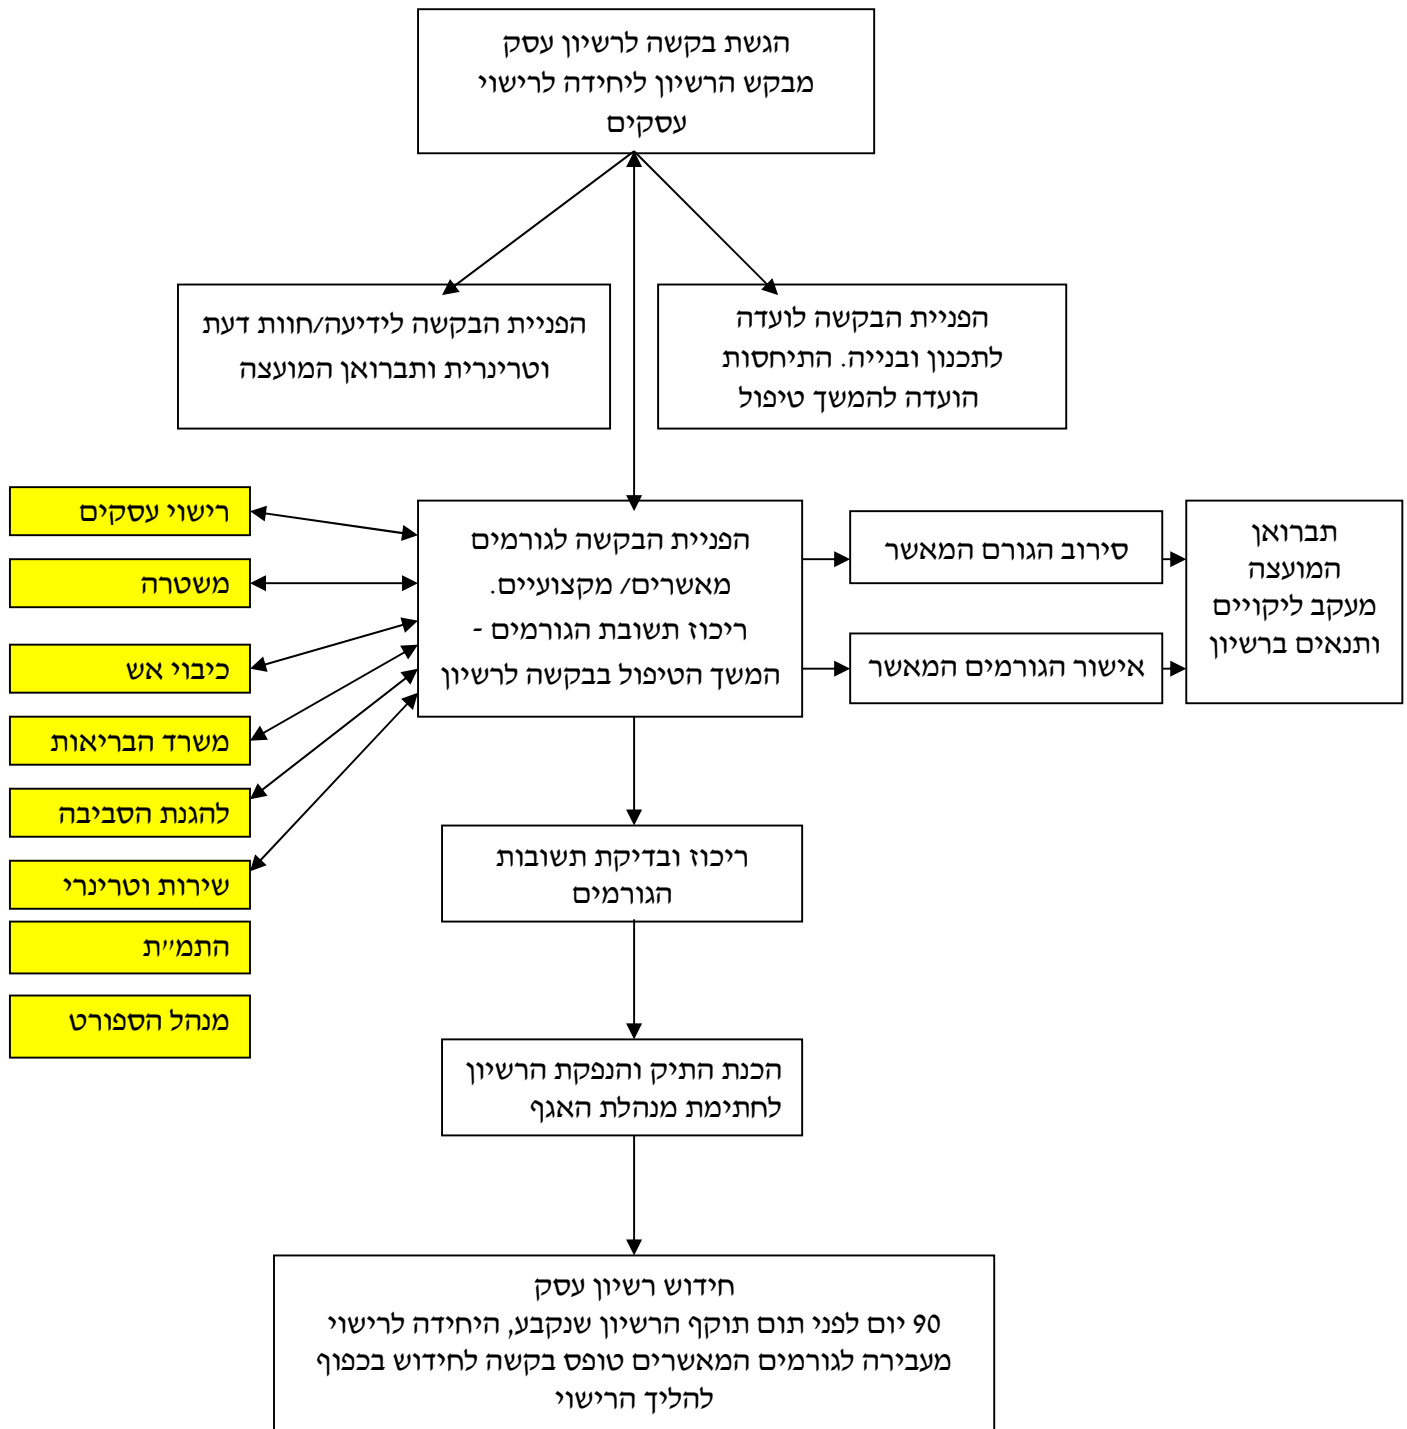 הגשת בקשה לרשיון עסק
מבקש הרשיון ליחידה לרישוי
עסקים
הפניית הבקשה לועדה
לתכנון ובנייה. התיחסות
הועדה להמשך טיפול
הפניית הבקשה לידיעה/חוות דעת
וטרינרית ותברואן המועצה
תברואן
המועצה
מעקב ליקויים
ותנאים ברשיון
סירוב הגורם המאשר
אישור הגורמים המאשר
הפניית הבקשה לגורמים
מאשרים/ מקצועיים.
ריכוז תשובת הגורמים -
המשך הטיפול בבקשה לרשיון
רישוי עסקים
משטרה
כיבוי אש
משרד הבריאות
להגנת הסביבה
שירות וטרינרי
התמ״ת
מנהל הספורט
ריכוז ובדיקת תשובות
הגורמים
הכנת התיק והנפקת הרשיון
לחתימת מנהלת האגף
חידוש רשיון עסק
90 יום לפני תום תוקף הרשיון שנקבע, היחידה לרישוי
מעבירה לגורמים המאשרים טופס בקשה לחידוש בכפוף
להליך הרישוי